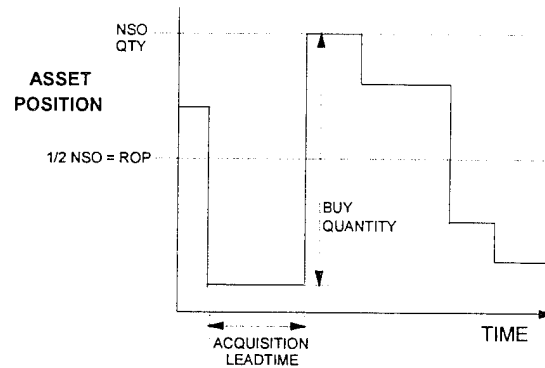 NSO
QTY
ASSET
POSITION
1/2 NSO = ROP
BUY
QUANTITY
ACQUISITION
LEADTIME
TIME